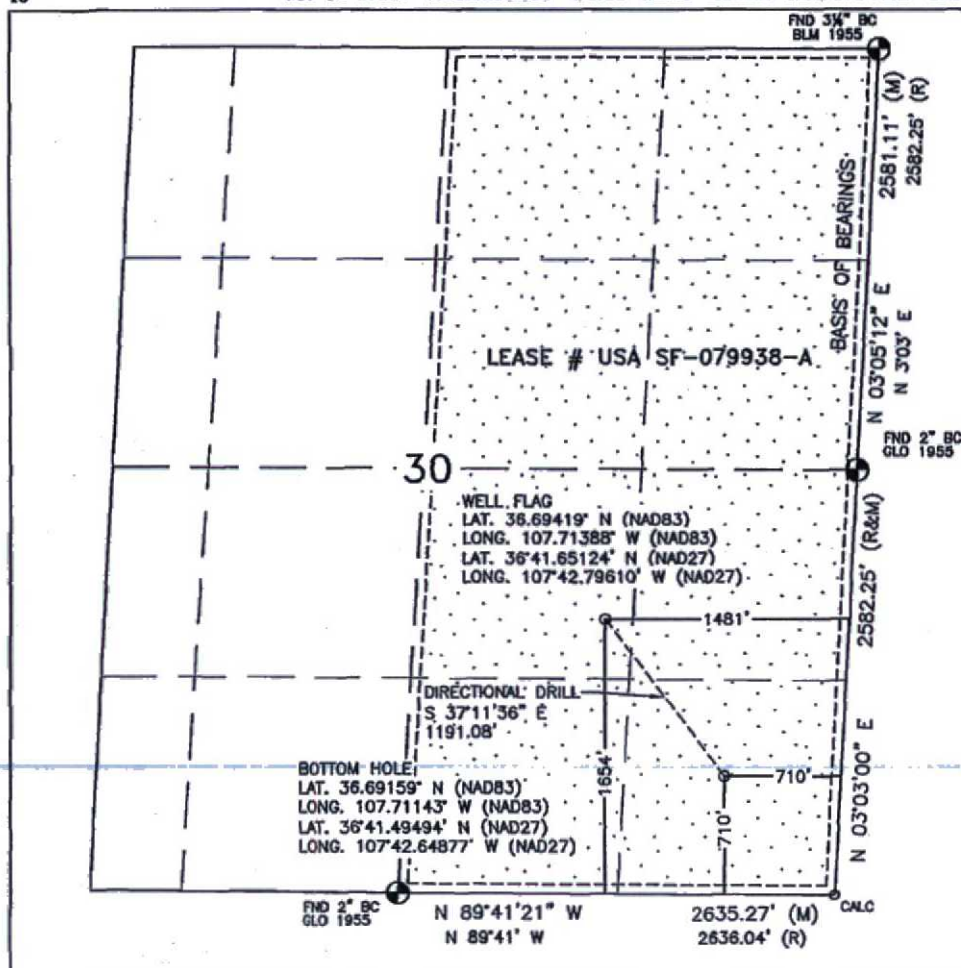 FND 3¼" BC
BLM 1955
2581.11' (M)
2582.25' (R)
BASIS OF BEARINGS
N 03°05'12" E
N 3°03' E
LEASE # USA SF-079938-A
FND 2" BC
GLO 1955
30
WELL FLAG
LAT. 36.69419° N (NAD83)
LONG. 107.71388° W (NAD83)
LAT. 36°41.65124' N (NAD27)
LONG. 107°42.79610' W (NAD27)
2582.25' (R&M)
1481'
DIRECTIONAL DRILL
S 37°11'36" E
1191.08'
1654'
BOTTOM HOLE
LAT. 36.69159° N (NAD83)
LONG. 107.71143° W (NAD83)
LAT. 36°41.49494' N (NAD27)
LONG. 107°42.64877' W (NAD27)
710'
710'
N 03°03'00" E
CALC
FND 2" BC
GLO 1955
N 89°41'21" W
2635.27' (M)
N 89°41' W
2636.04' (R)